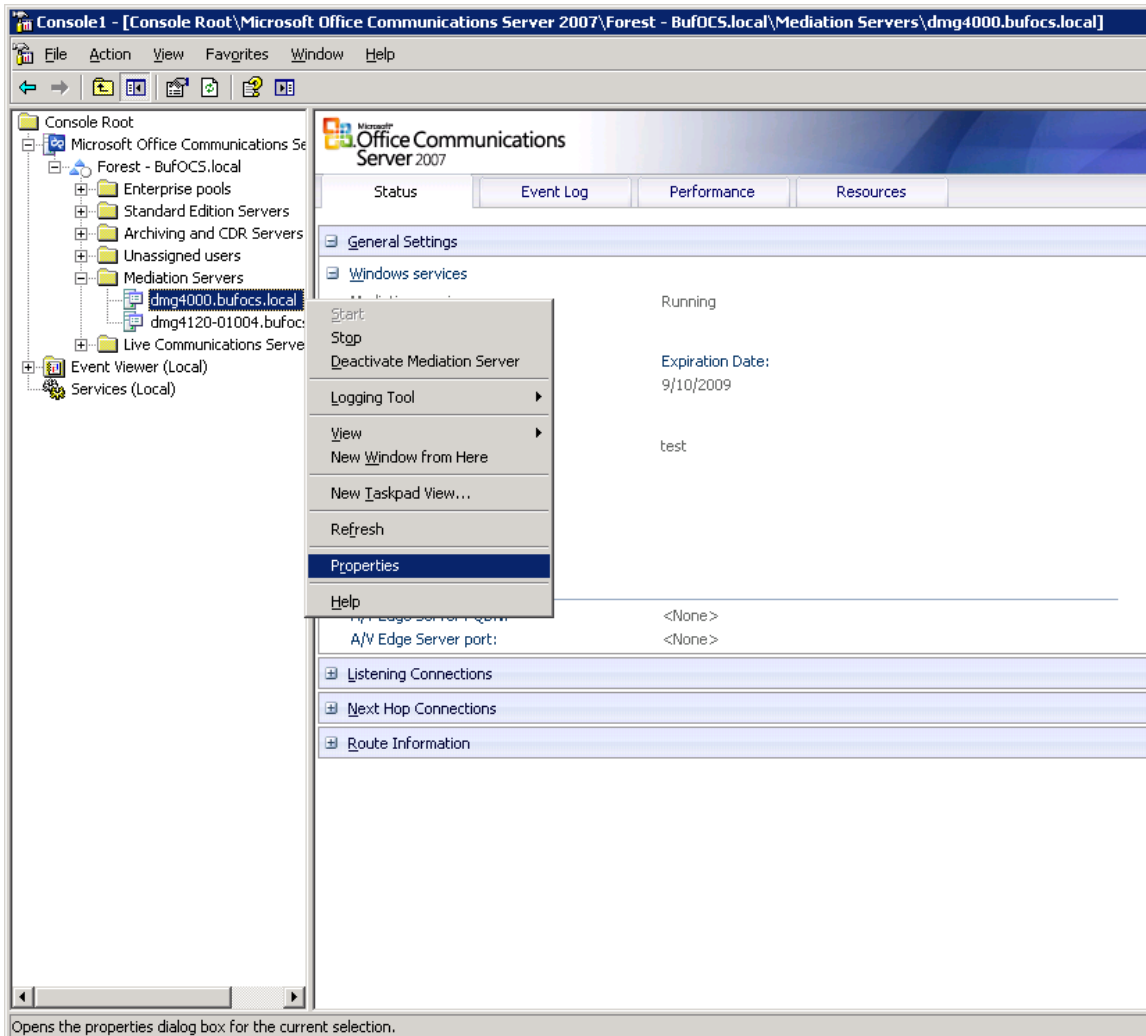 Console1 - [Console Root\Microsoft Office Communications Server 2007\Forest - BufOCS.local\Mediation Servers\dmg4000.bufocs.local]
File Action View Favorites Window Help
Console Root
Microsoft Office Communications Se
Forest - BufOCS.local
Enterprise pools
Standard Edition Servers
Archiving and CDR Servers
Unassigned users
Mediation Servers
dmg4000.bufocs.local
dmg4120-01004.bufoc
Live Communications Serve
Event Viewer (Local)
Services (Local)
Start
Stop
Deactivate Mediation Server
Logging Tool
View
New Window from Here
New Taskpad View...
Refresh
Properties
Help
Microsoft
Office Communications
Server 2007
Status Event Log Performance Resources
General Settings
Windows services
Running
Expiration Date:
9/10/2009
test
<None>
A/V Edge Server port: <None>
Listening Connections
Next Hop Connections
Route Information
Opens the properties dialog box for the current selection.